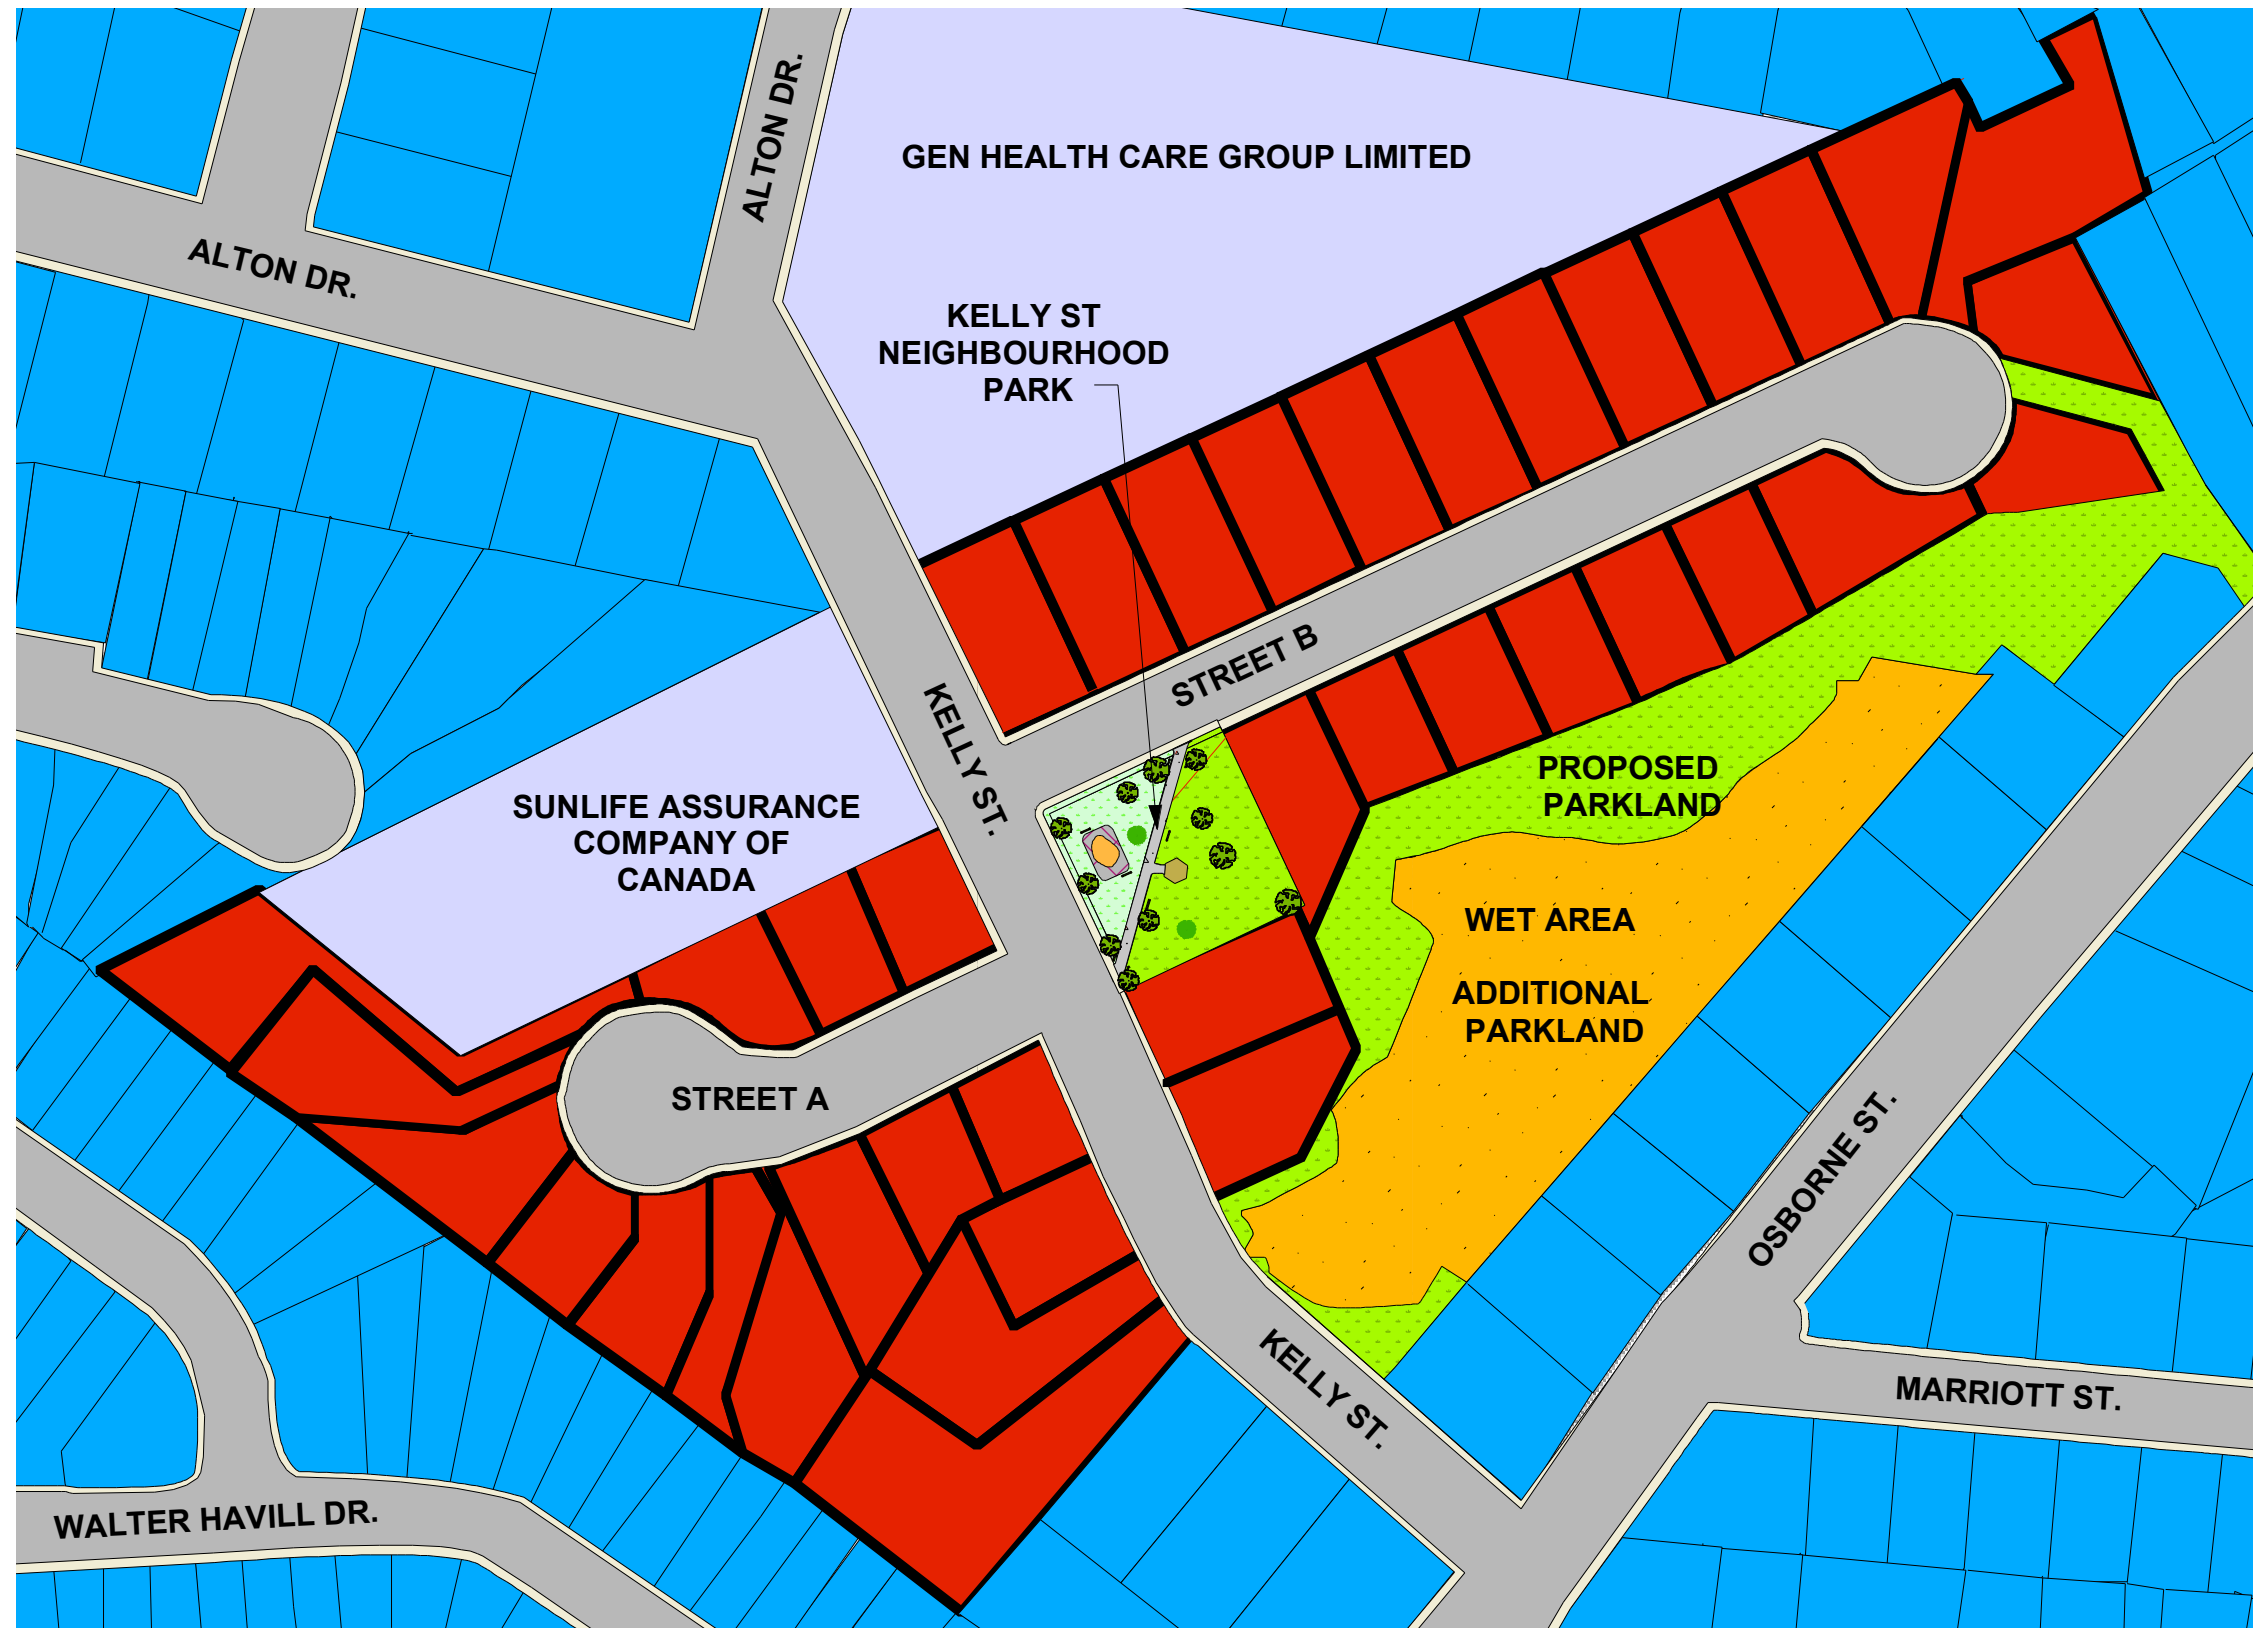 ALTON DR.
GEN HEALTH CARE GROUP LIMITED
ALTON DR.
KELLY ST
NEIGHBOURHOOD
PARK
STREET B
KELLY ST.
PROPOSED
PARKLAND
SUNLIFE ASSURANCE
COMPANY OF
CANADA
WET AREA
ADDITIONAL
PARKLAND
STREET A
OSBORNE ST.
KELLY ST.
MARRIOTT ST.
WALTER HAVILL DR.